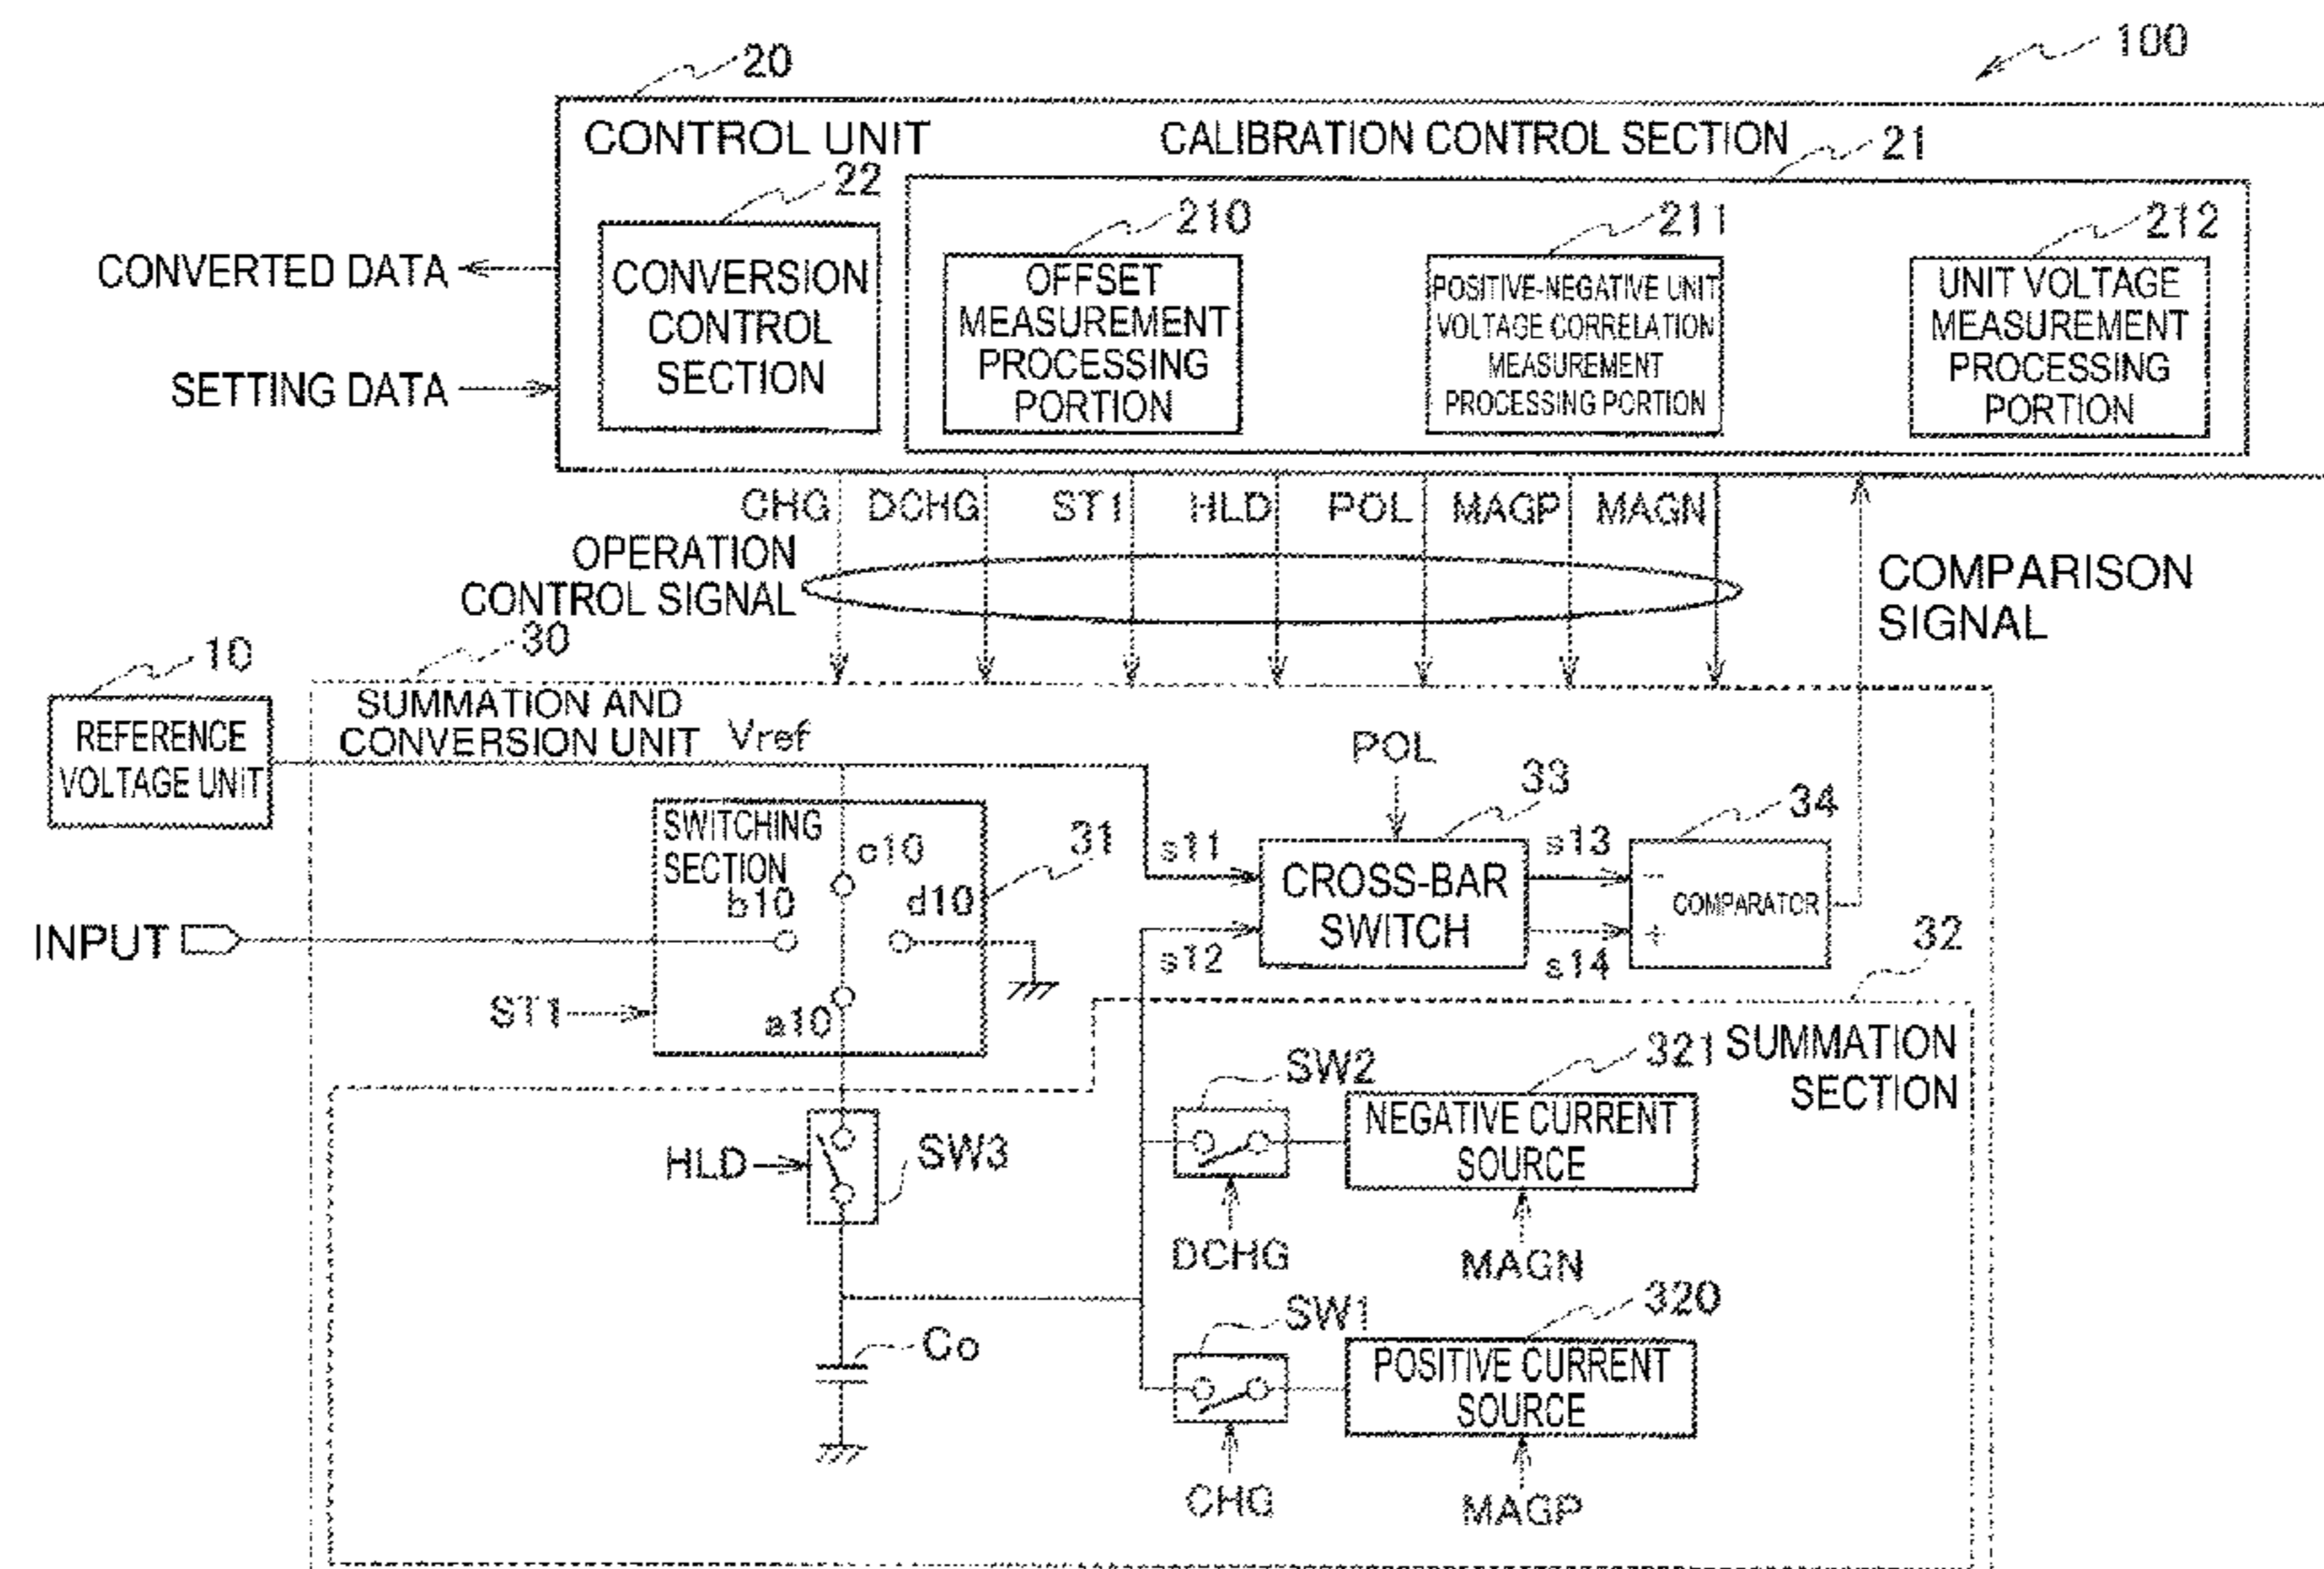 100
20
CONTROL UNIT
CALIBRATION CONTROL SECTION
21
22
210
211
212
CONVERSION
CONTROL
SECTION
OFFSET
MEASUREMENT
PROCESSING
PORTION
POSITIVE-NEGATIVE UNIT
VOLTAGE CORRELATION
MEASUREMENT
PROCESSING PORTION
UNIT VOLTAGE
MEASUREMENT
PROCESSING
PORTION
CONVERTED DATA
SETTING DATA
CHG
DCHG
ST1
HLD
POL
MAGP
MAGN
OPERATION
CONTROL SIGNAL
COMPARISON
SIGNAL
10
REFERENCE
VOLTAGE UNIT
30
SUMMATION AND
CONVERSION UNIT
Vref
POL
33
34
SWITCHING
SECTION
c10
b10
d10
a10
31
s11
s12
CROSS-BAR
SWITCH
s13
s14
-
COMPARATOR
+
INPUT
ST1
32
SUMMATION
SECTION
HLD
SW3
Co
SW2
321
NEGATIVE CURRENT
SOURCE
DCHG
MAGN
SW1
320
POSITIVE CURRENT
SOURCE
CHG
MAGP